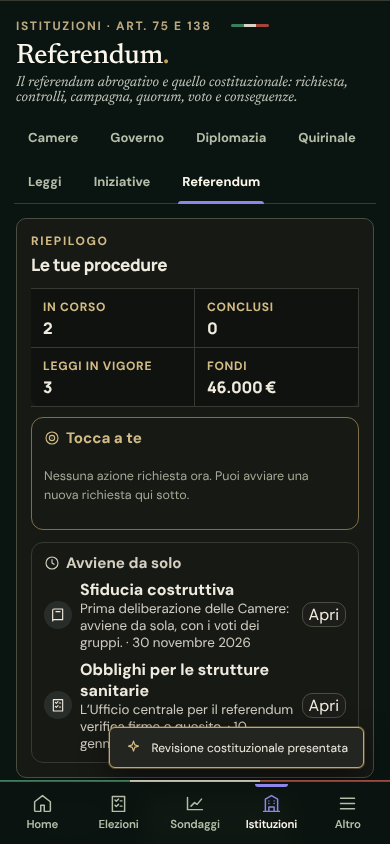 ISTITUZIONI · ART. 75 E 138
Referendum.
Il referendum abrogativo e quello costituzionale: richiesta,
controlli, campagna, quorum, voto e conseguenze.
Camere Governo Diplomazia Quirinale
Leggi Iniziative Referendum
RIEPILOGO
Le tue procedure
IN CORSO CONCLUSI
2 0
LEGGI IN VIGORE FONDI
3 46.000 €
Tocca a te
Nessuna azione richiesta ora. Puoi avviare una
nuova richiesta qui sotto.
Avviene da solo
Sfiducia costruttiva
Prima deliberazione delle Camere:
avviene da sola, con i voti dei
gruppi. · 30 novembre 2026
Apri
Obblighi per le strutture
sanitarie
L'Ufficio centrale per il referendum
verifica firme e quesito. · 10
Apri
Revisione costituzionale presentata
Home Elezioni Sondaggi Istituzioni Altro